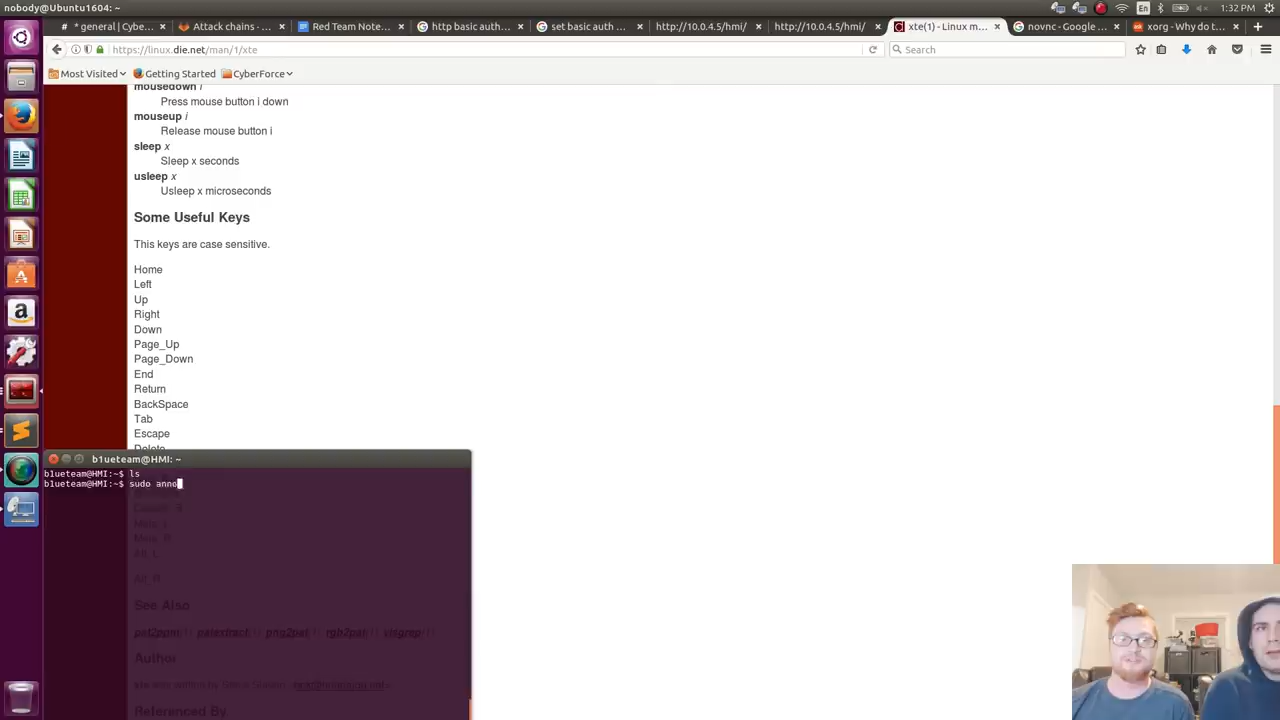 nobody@Ubuntu1604: ~
En
1:32 PM
# * general | Cybe...
Attack chains - ...
Red Team Note...
http basic auth...
set basic auth ...
http://10.0.4.5/hmi/
http://10.0.4.5/hmi/
xte(1) - Linux m...
novnc - Google ...
xorg - Why do t...
https://linux.die.net/man/1/xte
Search
Most Visited
Getting Started
CyberForce
mousedown i
Press mouse button i down
mouseup i
Release mouse button i
sleep x
Sleep x seconds
usleep x
Usleep x microseconds
Some Useful Keys
This keys are case sensitive.
Home
Left
Up
Right
Down
Page_Up
Page_Down
End
Return
BackSpace
Tab
Escape
Delete
b1ueteam@HMI: ~
b1ueteam@HMI:~$ ls
b1ueteam@HMI:~$ sudo anno
Alt_R
See Also
Author
Referenced By